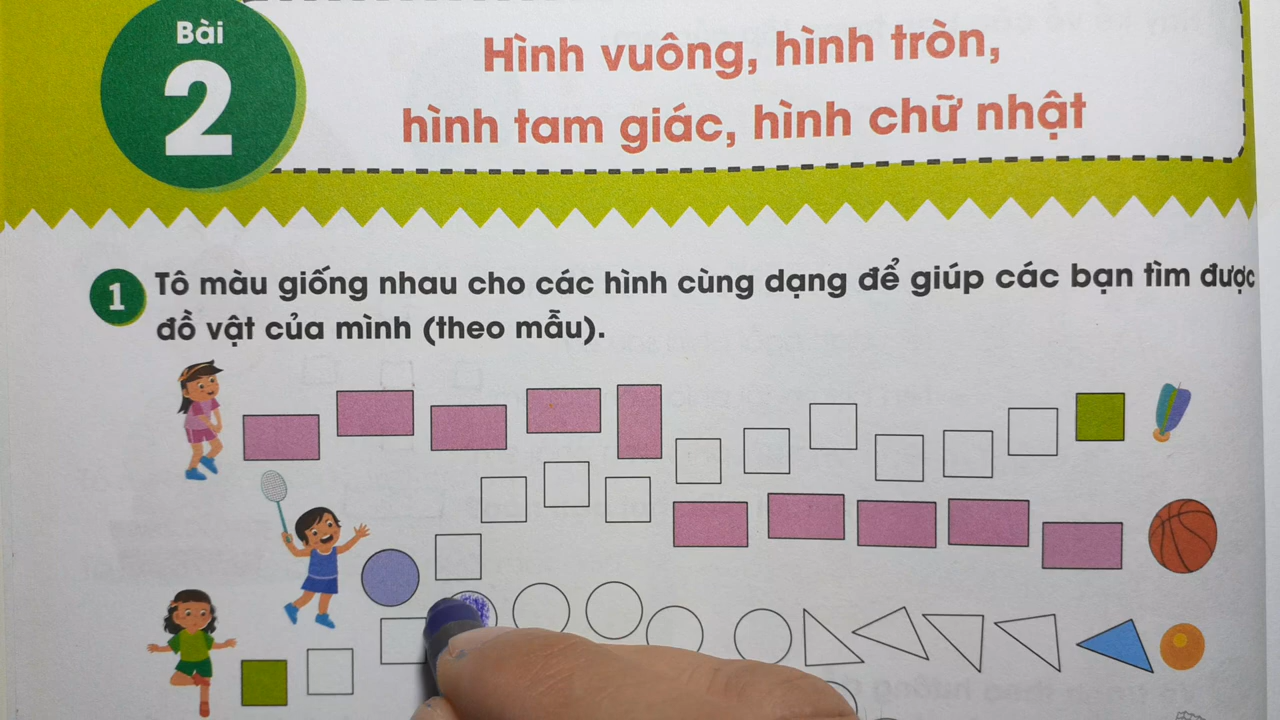 Bài
2
Hình vuông, hình tròn,
hình tam giác, hình chữ nhật
1 Tô màu giống nhau cho các hình cùng dạng để giúp các bạn tìm được
đồ vật của mình (theo mẫu).